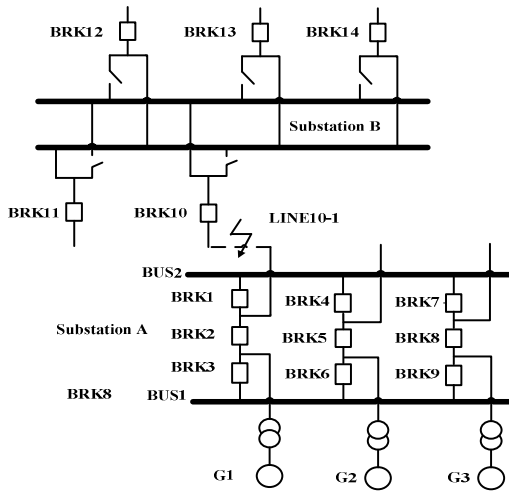 BRK12 BRK13 BRK14
Substation B
BRK11 BRK10 LINE10-1
BUS2
BRK1 BRK4 BRK7
Substation A BRK2 BRK5 BRK8
BRK3 BRK6 BRK9
BRK8 BUS1
G1 G2 G3